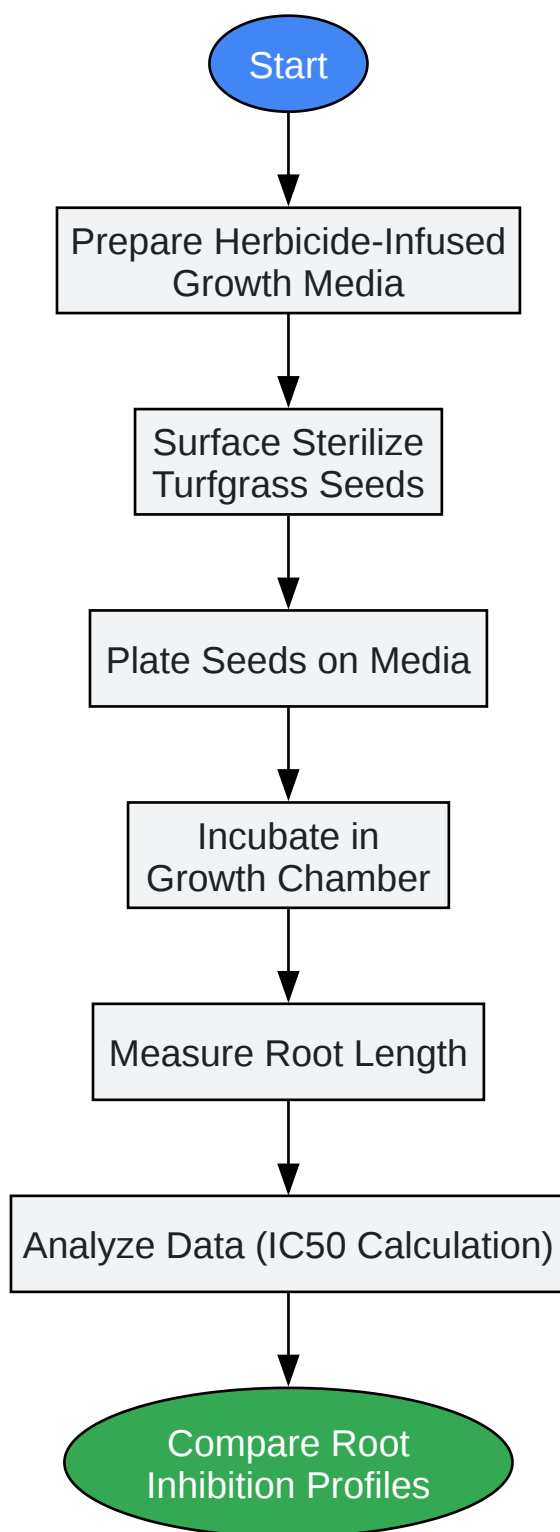 Start
Prepare Herbicide-Infused
Growth Media
Surface Sterilize
Turfgrass Seeds
Plate Seeds on Media
Incubate in
Growth Chamber
Measure Root Length
Analyze Data (IC50 Calculation)
Compare Root
Inhibition Profiles